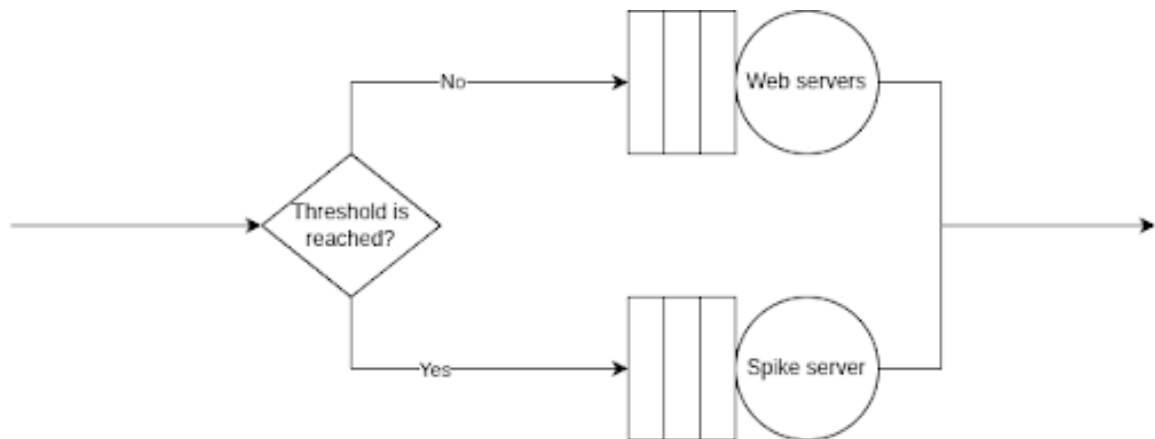 No
Web servers
Threshold is
reached?
Yes
Spike server